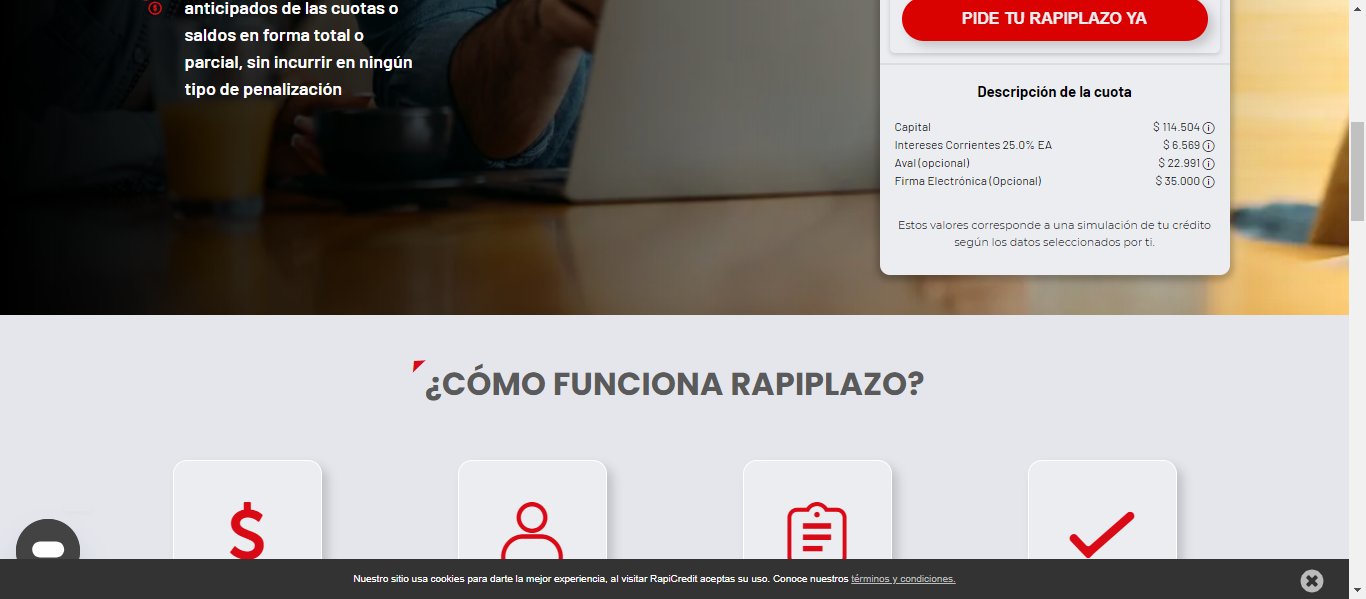 anticipados de las cuotas o
saldos en forma total o
parcial, sin incurrir en ningún
tipo de penalización
PIDE TU RAPIPLAZO YA
Descripción de la cuota
Capital $ 114.504
Intereses Corrientes 25.0% EA $ 6.569
Aval (opcional) $ 22.991
Firma Electrónica (Opcional) $ 35.000
Estos valores corresponde a una simulación de tu crédito
según los datos seleccionados por ti.
¿CÓMO FUNCIONA RAPIPLAZO?
Nuestro sitio usa cookies para darte la mejor experiencia, al visitar RapiCredit aceptas su uso. Conoce nuestros términos y condiciones.